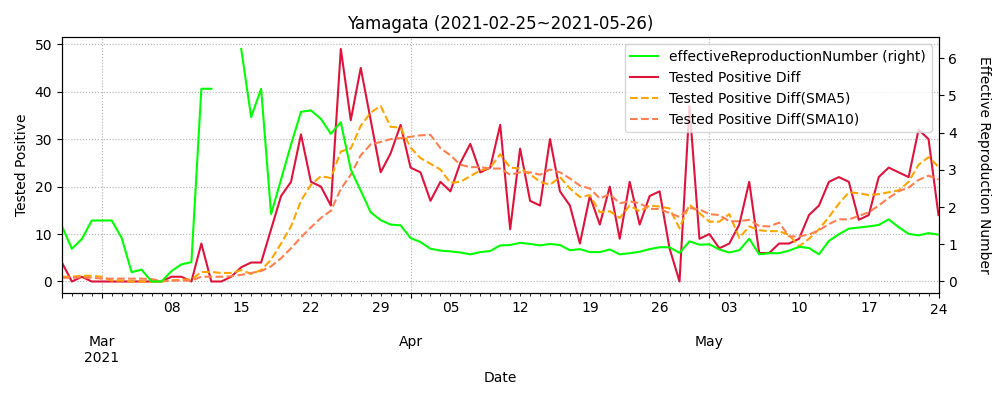 Yamagata (2021-02-25~2021-05-26)
effectiveReproductionNumber (right)
Tested Positive Diff
Tested Positive Diff(SMA5)
Tested Positive Diff(SMA10)
Tested Positive
50
40
30
20
10
0
Effective Reproduction Number
6
5
4
3
2
1
0
08 15 22 29 05 12 19 26 03 10 17 24
Mar Apr May
2021
Date